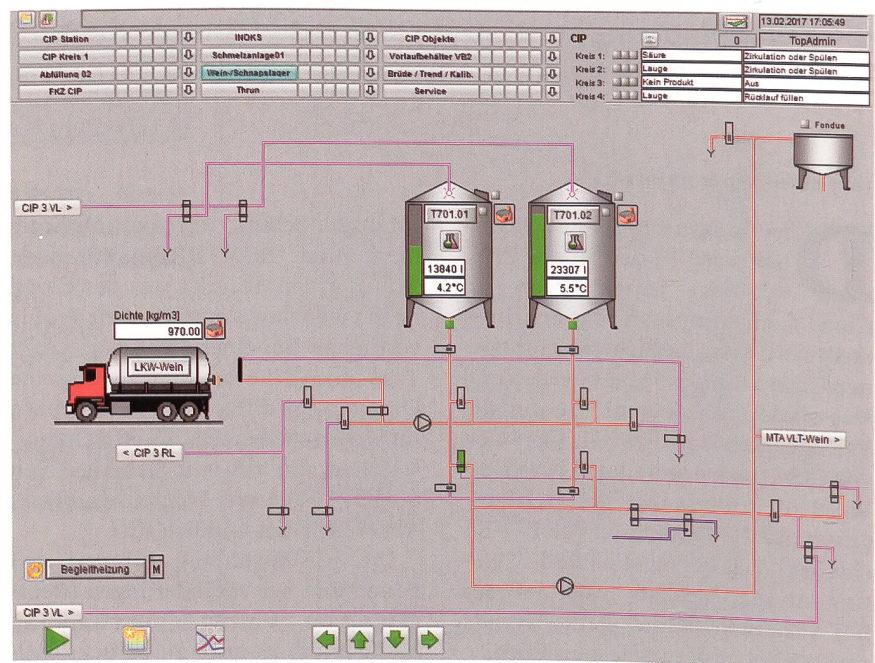 13.02.2017 17:05:49
CIP Station
INOKS
CIP Objekte
CIP
0
TopAdmin
CIP Kreis 1
Schmelzanlage01
Vorlaufbehälter VB2
Kreis 1:
Säure
Zirkulation oder Spülen
Abfüllung 02
Wein-/Schnapslager
Brüde / Trend / Kalib.
Kreis 2:
Lauge
Zirkulation oder Spülen
FKZ CIP
Thrun
Service
Kreis 3:
Kein Produkt
Aus
Kreis 4:
Lauge
Rücklauf füllen
Fondue
CIP 3 VL >
T701.01
T701.02
13840 l
23307 l
4.2°C
5.5°C
Dichte [kg/m3]
970.00
LKW-Wein
MTA VLT-Wein >
< CIP 3 RL
Begleitheizung
M
CIP 3 VL >